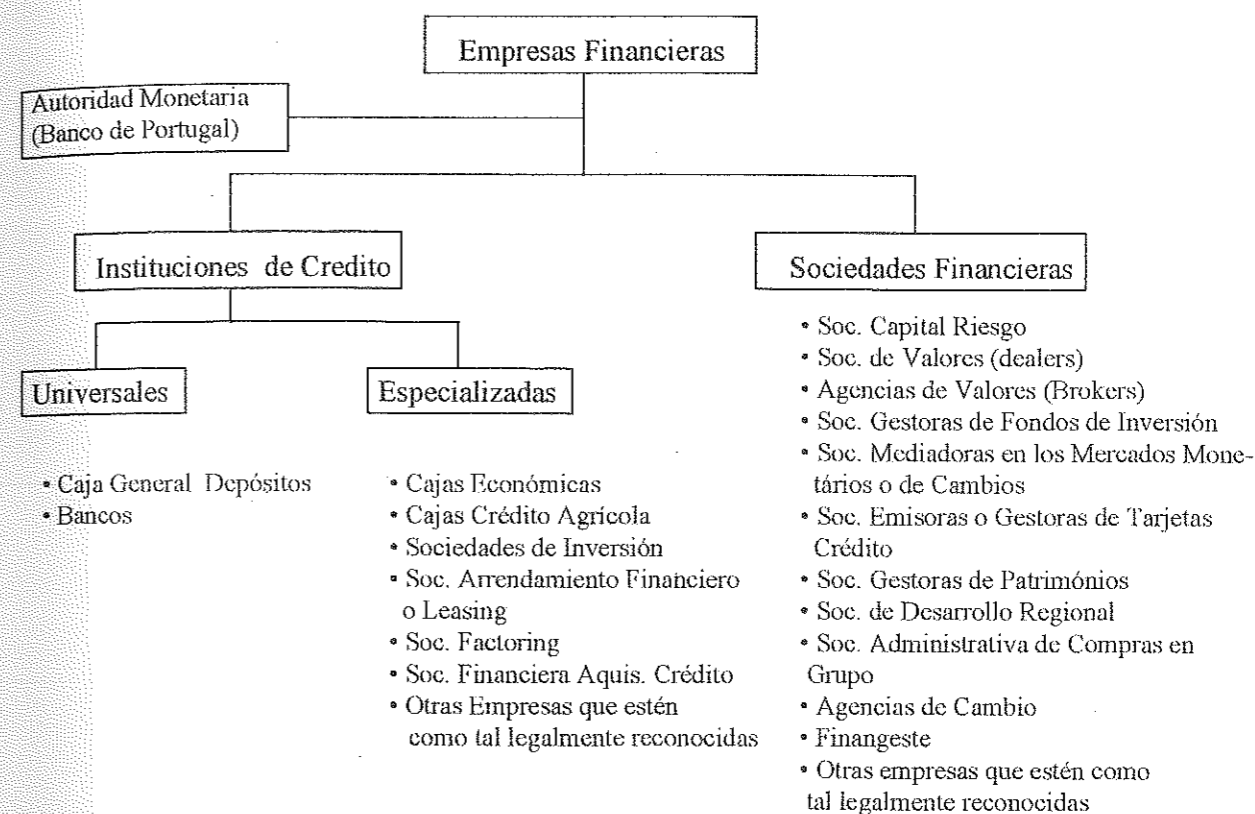 Empresas Financieras
Autoridad Monetaria
(Banco de Portugal)
Instituciones de Credito
Sociedades Financieras
Universales
Especializadas
• Caja General Depósitos
• Bancos
• Cajas Económicas
• Cajas Crédito Agrícola
• Sociedades de Inversión
• Soc. Arrendamiento Financiero
o Leasing
• Soc. Factoring
• Soc. Financiera Aquis. Crédito
• Otras Empresas que estén
como tal legalmente reconocidas
• Soc. Capital Riesgo
• Soc. de Valores (dealers)
• Agencias de Valores (Brokers)
• Soc. Gestoras de Fondos de Inversión
• Soc. Mediadoras en los Mercados Mone-
tários o de Cambios
• Soc. Emisoras o Gestoras de Tarjetas
Crédito
• Soc. Gestoras de Patrimónios
• Soc. de Desarrollo Regional
• Soc. Administrativa de Compras en
Grupo
• Agencias de Cambio
• Finangeste
• Otras empresas que estén como
tal legalmente reconocidas